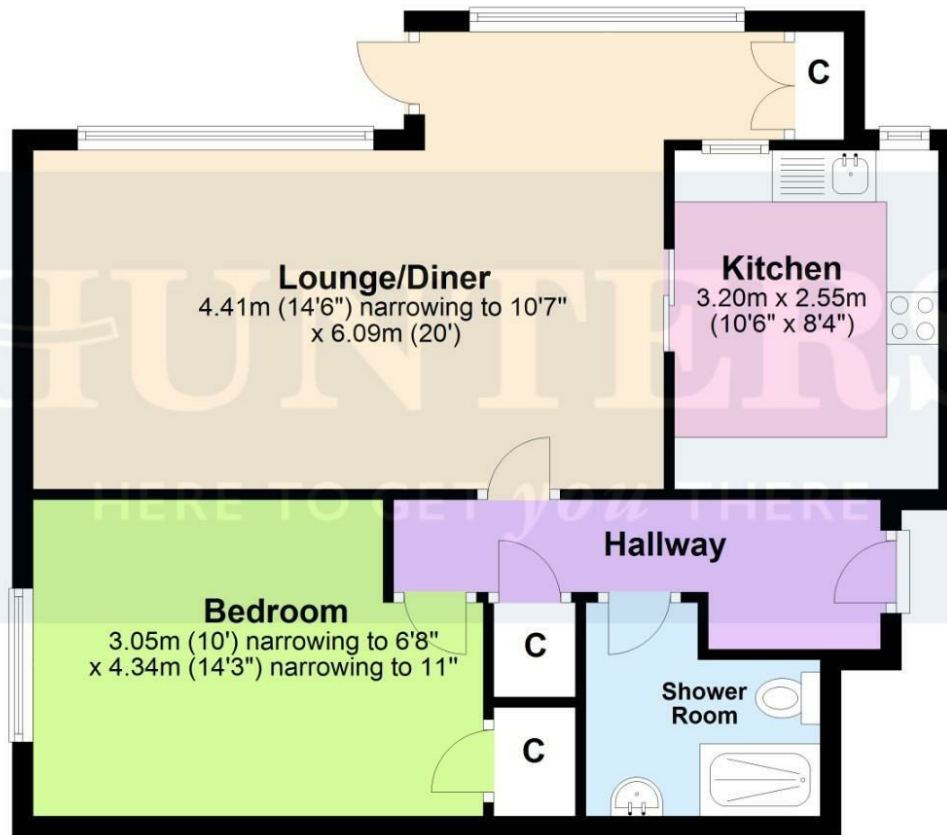 C
Lounge/Diner
4.41m (14'6") narrowing to 10'7"
x 6.09m (20')
Kitchen
3.20m x 2.55m
(10'6" x 8'4")
HUNTERS
HERE TO GET you THERE
Hallway
Bedroom
3.05m (10') narrowing to 6'8"
x 4.34m (14'3") narrowing to 11"
C
Shower
Room
C